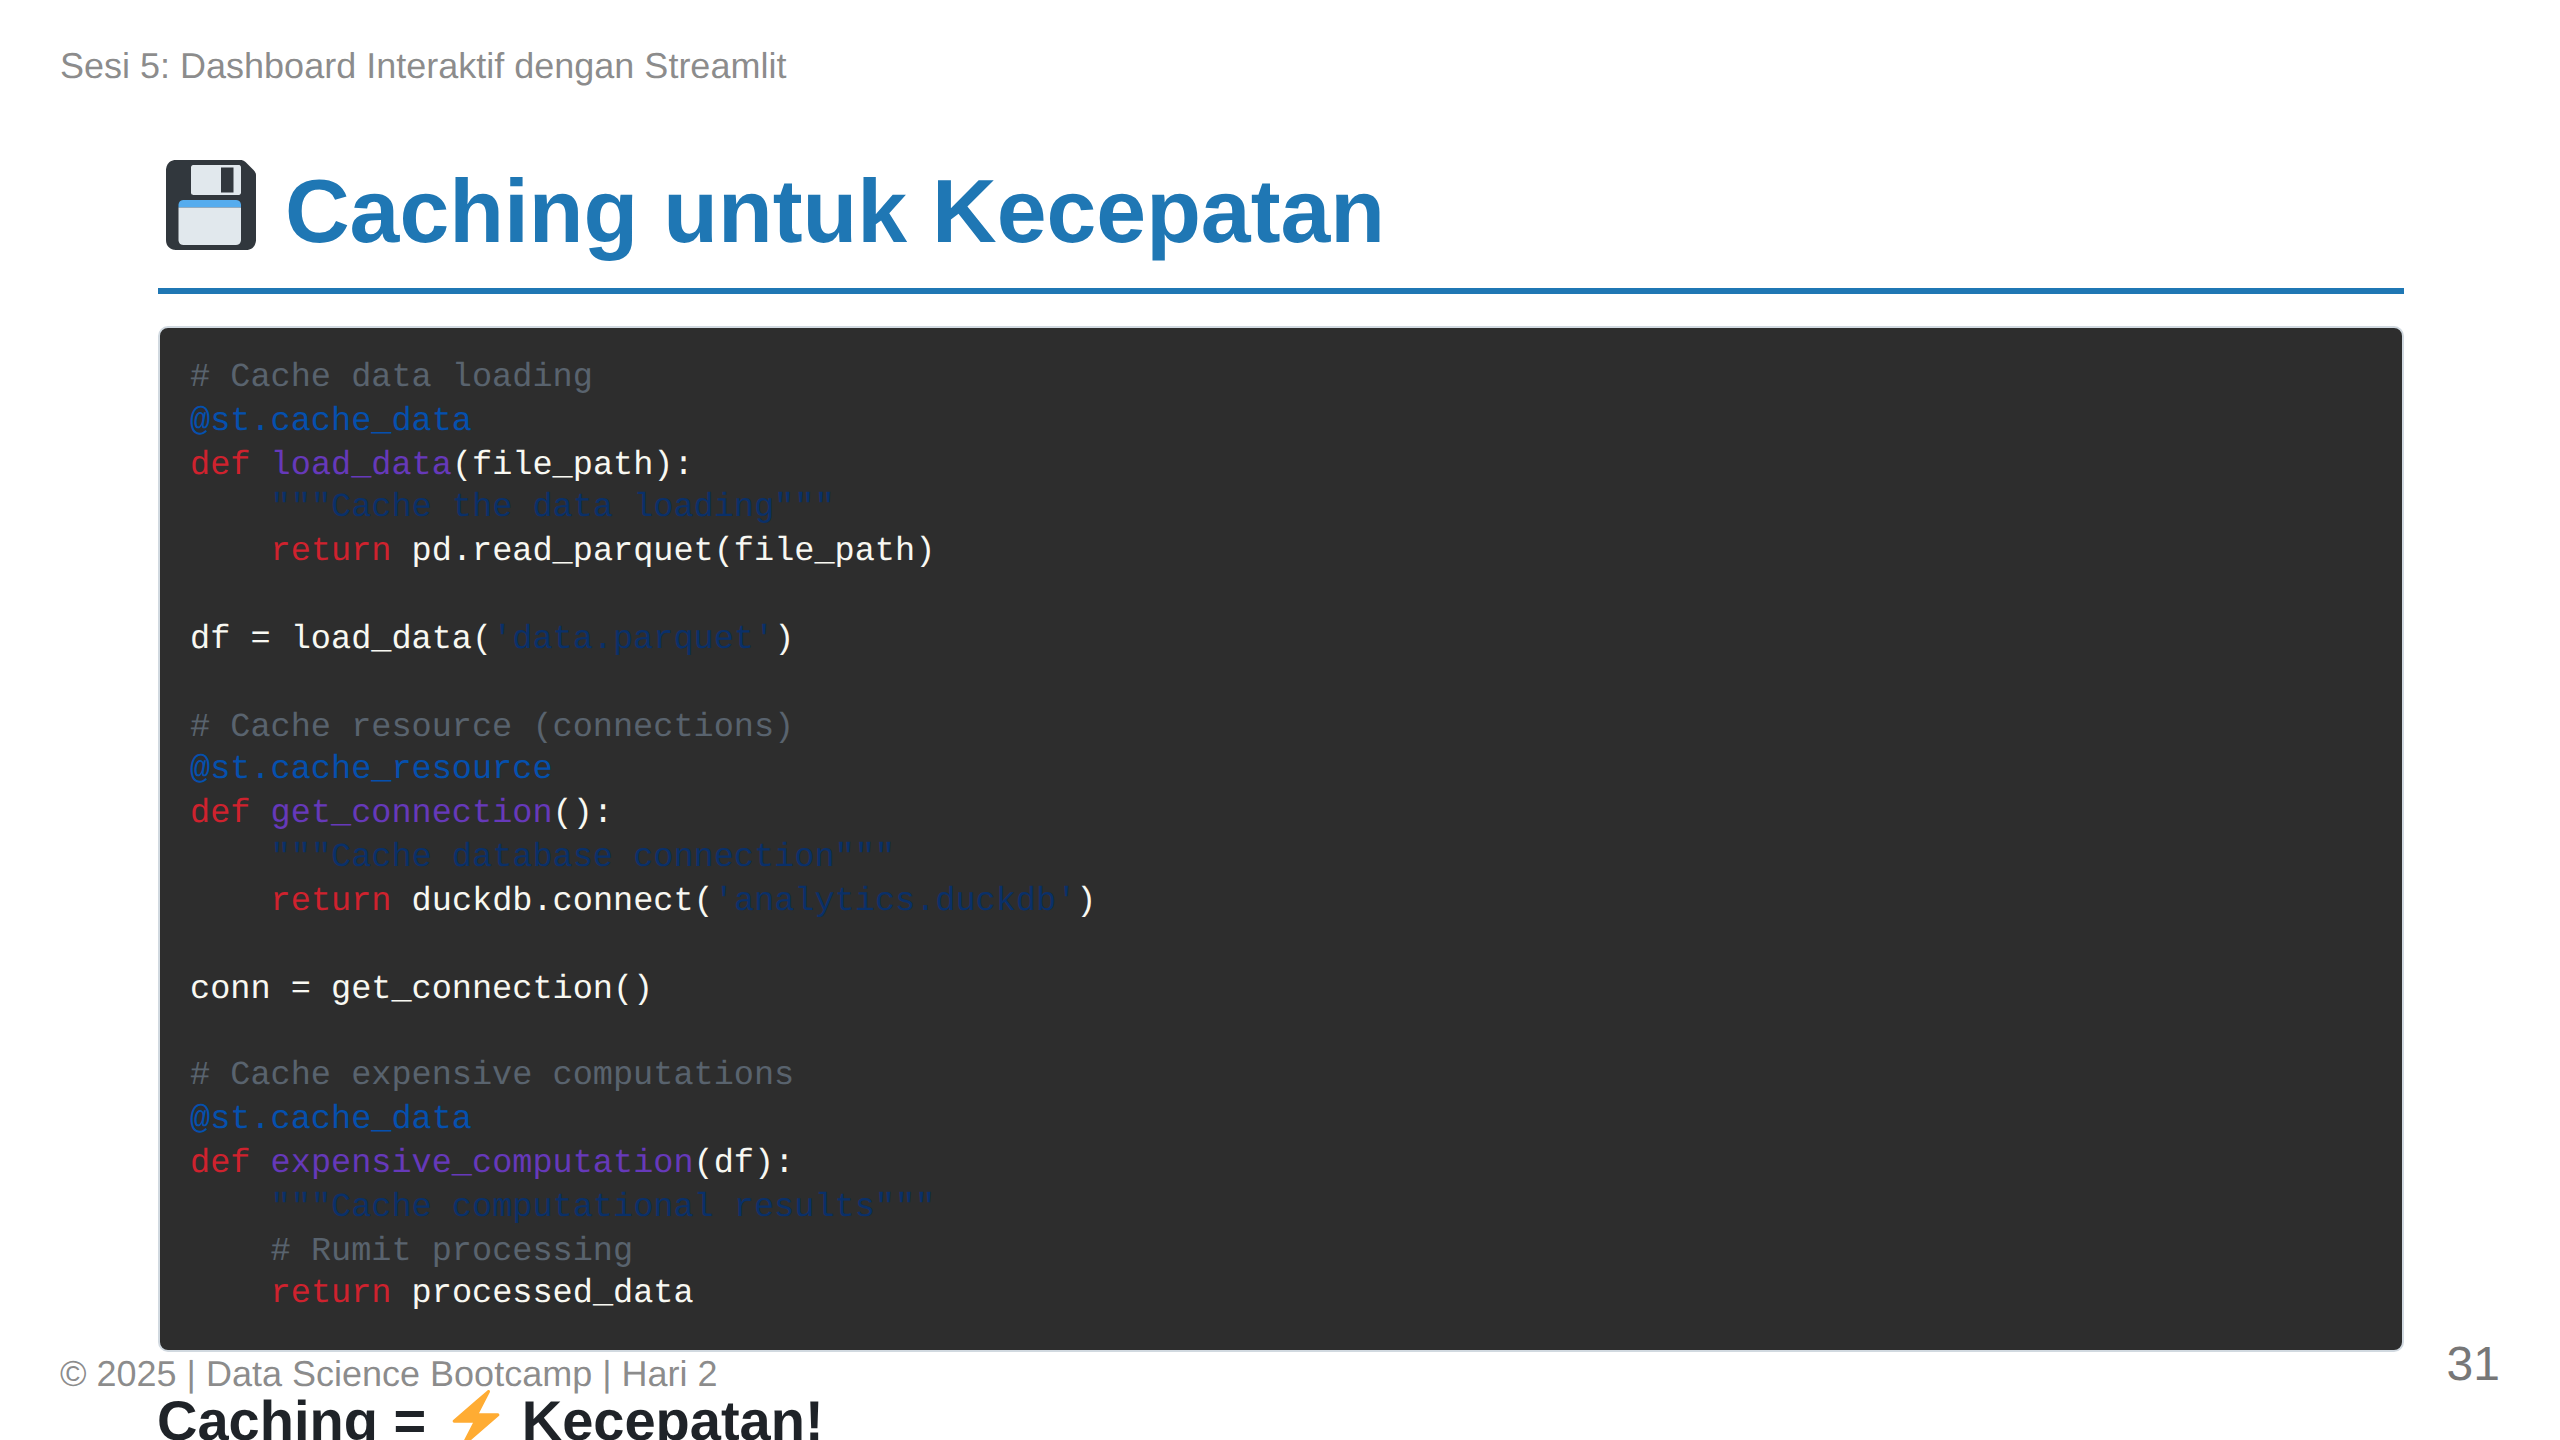 Sesi 5: Dashboard Interaktif dengan Streamlit
💾 Caching untuk Kecepatan
# Cache data loading
@st.cache_data
def load_data(file_path):
    """Cache the data loading"""
    return pd.read_parquet(file_path)

df = load_data('data.parquet')

# Cache resource (connections)
@st.cache_resource
def get_connection():
    """Cache database connection"""
    return duckdb.connect('analytics.duckdb')

conn = get_connection()

# Cache expensive computations
@st.cache_data
def expensive_computation(df):
    """Cache computational results"""
    # Rumit processing
    return processed_data
© 2025 | Data Science Bootcamp | Hari 2
31
Caching = ⚡ Kecepatan!